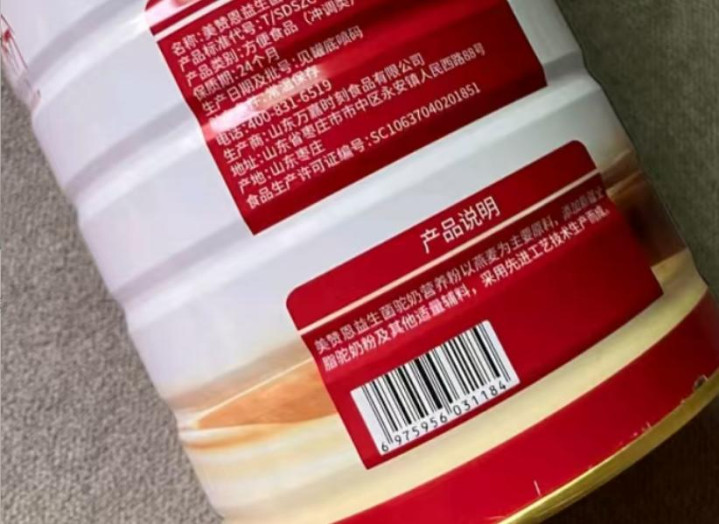 名称:美赞恩益生菌
产品标准代号:T/SDS
产品类别:方便食品(冲调类
保质期:24个月
生产日期及批号:见罐底喷码
常温保存
电话:400-831-6519
生产商:山东万嘉时刻食品有限公司
地址:山东省枣庄市市中区永安镇人民西路88号
产地:山东枣庄
食品生产许可证编号:SC10637040201851
产品说明
美赞恩益生菌驼奶营养粉以燕麦为主要原料,添加
脂驼奶粉及其他适量辅料,采用先进工艺技术生产而成。
6 975956 031184